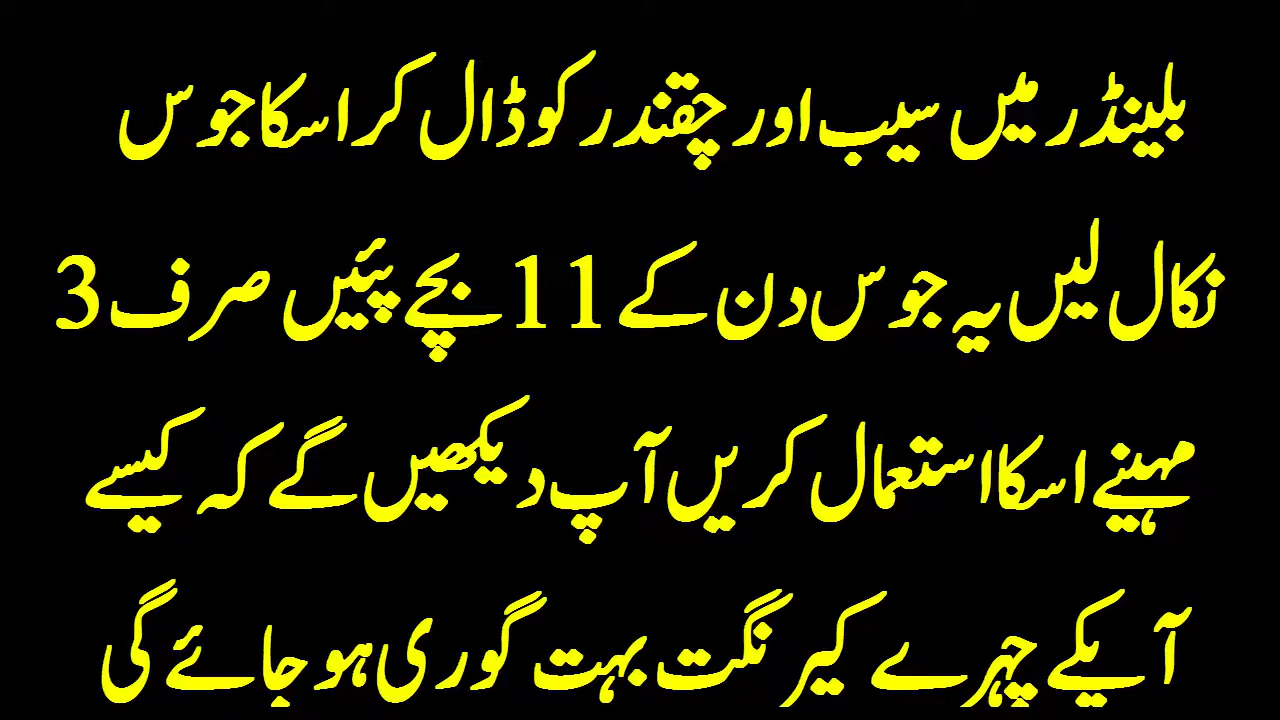 بلینڈر میں سیب اور چقندر کو ڈال کر اسکا جوس
نکال لیں یہ جوس دن کے 11 بجے پئیں صرف 3
مہینے اسکا استعمال کریں آپ دیکھیں گے کہ کیسے
آپکے چہرے کیر نگت بہت گوری ہو جائے گی